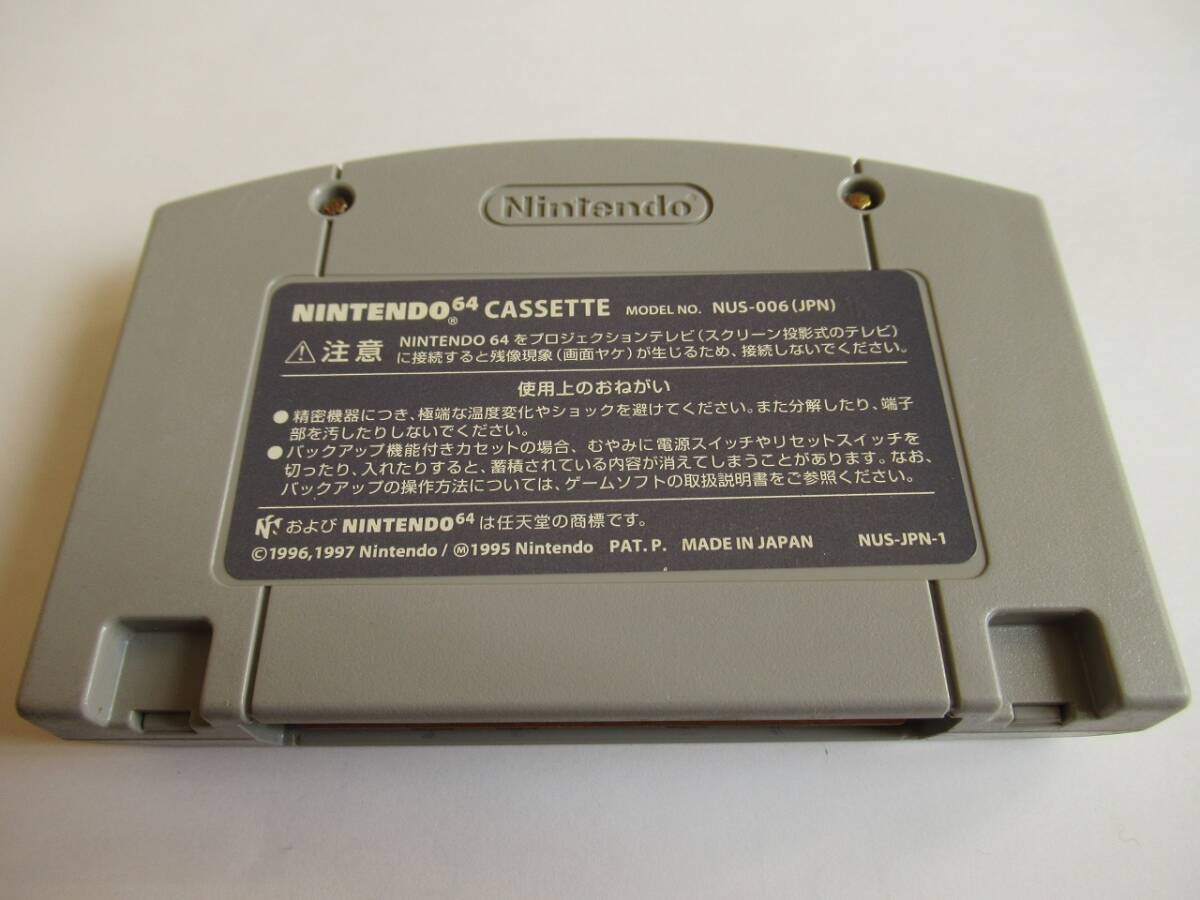 Nintendo®
NINTENDO64® CASSETTE MODEL NO. NUS-006(JPN)
⚠注意 NINTENDO 64 をプロジェクションテレビ(スクリーン投影式のテレビ)
に接続すると残像現象(画面ヤケ)が生じるため、接続しないでください。
使用上のおねがい
●精密機器につき、極端な温度変化やショックを避けてください。また分解したり、端子
部を汚したりしないでください。
●バックアップ機能付きカセットの場合、むやみに電源スイッチやリセットスイッチを
切ったり、入れたりすると、蓄積されている内容が消えてしまうことがあります。なお、
バックアップの操作方法については、ゲームソフトの取扱説明書をご参照ください。
および NINTENDO64 は任天堂の商標です。
©1996,1997 Nintendo / Ⓜ1995 Nintendo PAT. P. MADE IN JAPAN NUS-JPN-1